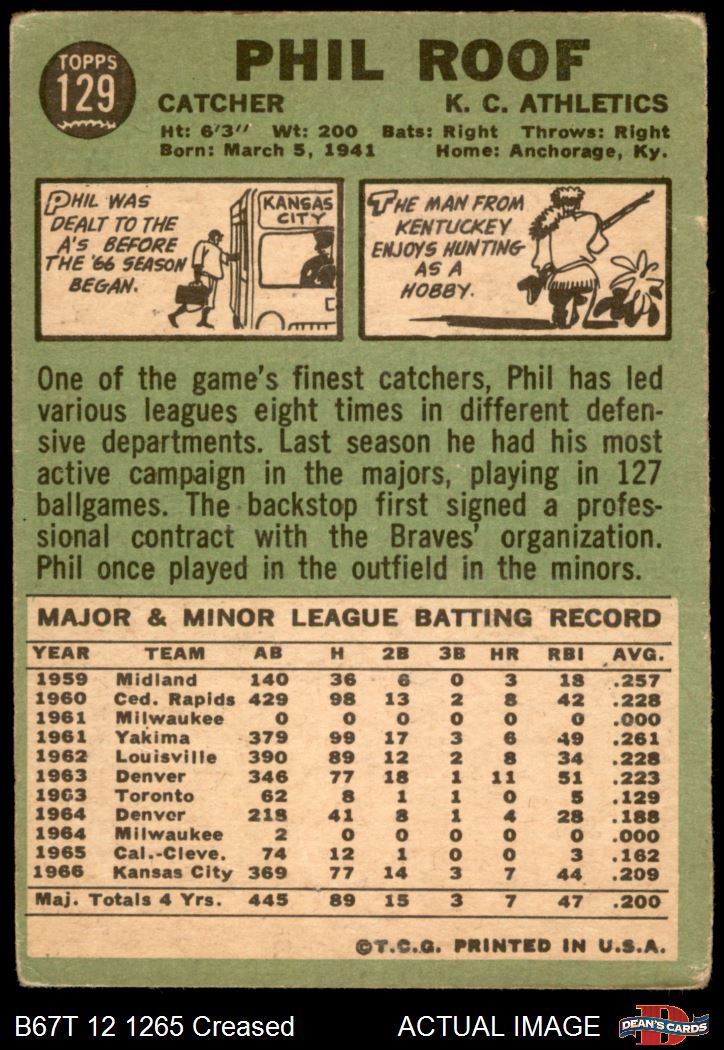 TOPPS
129
PHIL ROOF
CATCHER K. C. ATHLETICS
Ht: 6'3" Wt: 200 Bats: Right Throws: Right
Born: March 5, 1941 Home: Anchorage, Ky.
PHIL WAS
DEALT TO THE
A'S BEFORE
THE '66 SEASON
BEGAN.
KANSAS
CITY
THE MAN FROM
KENTUCKEY
ENJOYS HUNTING
AS A
HOBBY.
One of the game's finest catchers, Phil has led
various leagues eight times in different defen-
sive departments. Last season he had his most
active campaign in the majors, playing in 127
ballgames. The backstop first signed a profes-
sional contract with the Braves' organization.
Phil once played in the outfield in the minors.
MAJOR & MINOR LEAGUE BATTING RECORD
YEAR TEAM AB H 2B 3B HR RBI AVG.
1959 Midland 140 36 6 0 3 18 .257
1960 Ced. Rapids 429 98 13 2 8 42 .228
1961 Milwaukee 0 0 0 0 0 0 .000
1961 Yakima 379 99 17 3 6 49 .261
1962 Louisville 390 89 12 2 8 34 .228
1963 Denver 346 77 18 1 11 51 .223
1963 Toronto 62 8 1 1 0 5 .129
1964 Denver 218 41 8 1 4 28 .188
1964 Milwaukee 2 0 0 0 0 0 .000
1965 Cal.-Cleve. 74 12 1 0 0 3 .162
1966 Kansas City 369 77 14 3 7 44 .209
Maj. Totals 4 Yrs. 445 89 15 3 7 47 .200
©T.C.G. PRINTED IN U.S.A.
B67T 12 1265 Creased ACTUAL IMAGE
D
DEAN'S CARDS